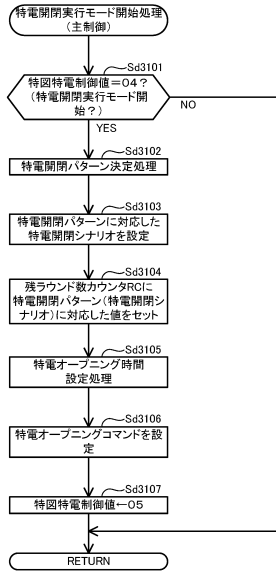 特電開閉実行モード開始処理
(主制御)
Sd3101
特図特電制御値=04?
(特電開閉実行モード開
始?)
NO
YES
Sd3102
特電開閉パターン決定処理
Sd3103
特電開閉パターンに対応した
特電開閉シナリオを設定
Sd3104
残ラウンド数カウンタRCに
特電開閉パターン(特電開閉シ
ナリオ)に対応した値をセット
Sd3105
特電オープニング時間
設定処理
Sd3106
特電オープニングコマンドを設
定
Sd3107
特図特電制御値←05
RETURN